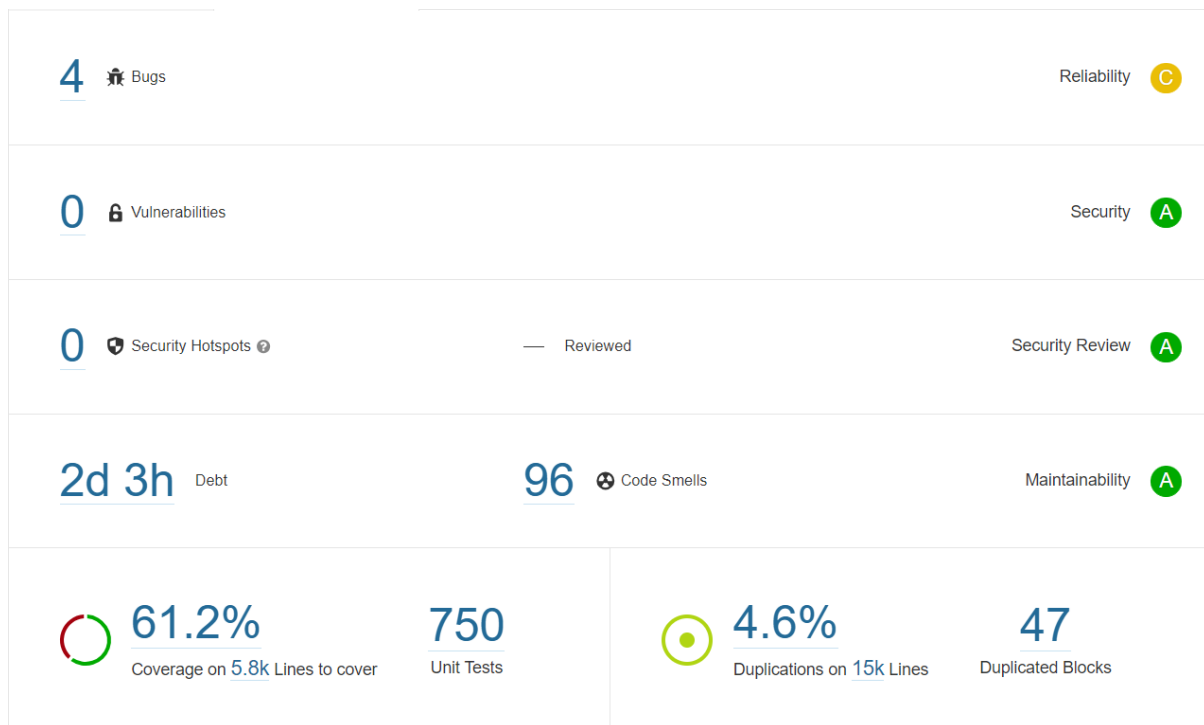 4 Bugs Reliability C
0 Vulnerabilities Security A
0 Security Hotspots ? — Reviewed Security Review A
2d 3h Debt 96 Code Smells Maintainability A
61.2% 750 4.6% 47
Coverage on 5.8k Lines to cover Unit Tests Duplications on 15k Lines Duplicated Blocks